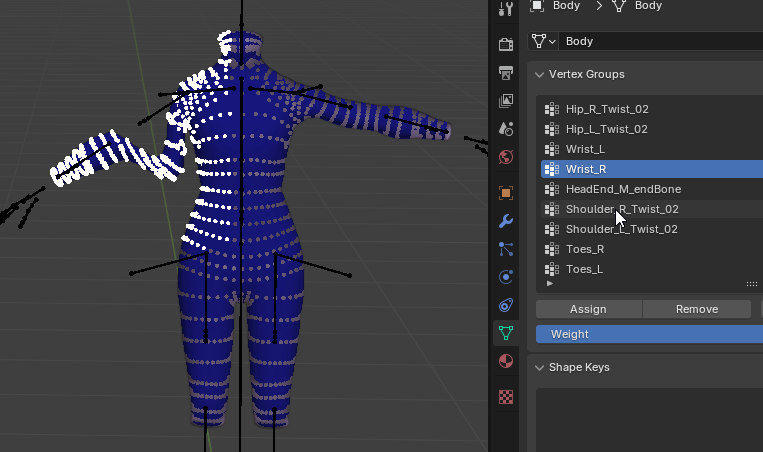 Body > Body
Body
Vertex Groups
Hip_R_Twist_02
Hip_L_Twist_02
Wrist_L
Wrist_R
HeadEnd_M_endBone
Shoulder_R_Twist_02
Shoulder_L_Twist_02
Toes_R
Toes_L
Assign Remove
Weight
Shape Keys